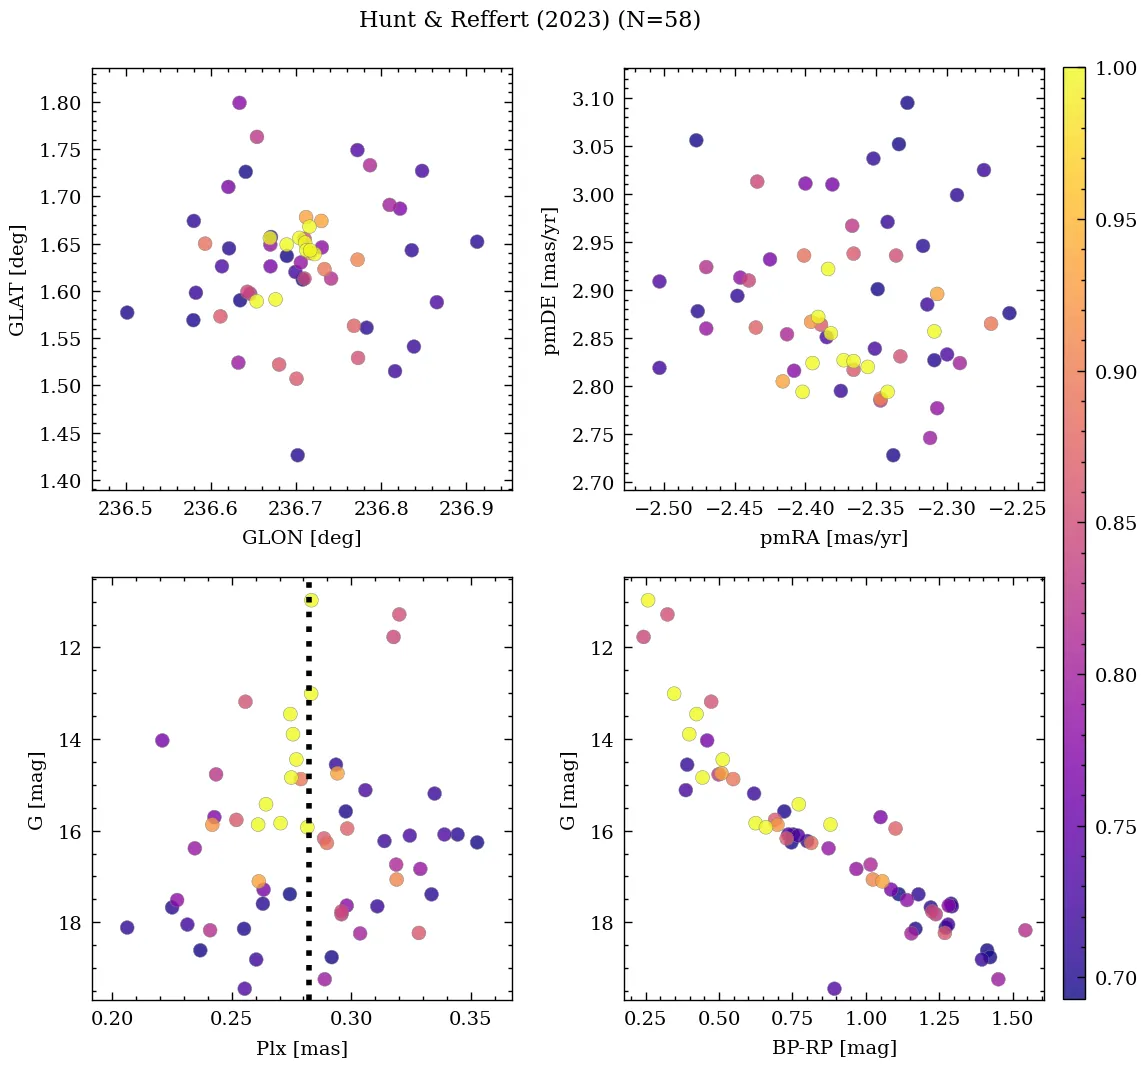 Hunt & Reffert (2023) (N=58)
1.80
1.75
1.70
1.65
1.60
1.55
1.50
1.45
1.40
GLAT [deg]
236.5 236.6 236.7 236.8 236.9
GLON [deg]
3.10
3.05
3.00
2.95
2.90
2.85
2.80
2.75
2.70
pmDE [mas/yr]
−2.50 −2.45 −2.40 −2.35 −2.30 −2.25
pmRA [mas/yr]
12
14
16
18
G [mag]
0.20 0.25 0.30 0.35
Plx [mas]
12
14
16
18
G [mag]
0.25 0.50 0.75 1.00 1.25 1.50
BP-RP [mag]
1.00
0.95
0.90
0.85
0.80
0.75
0.70